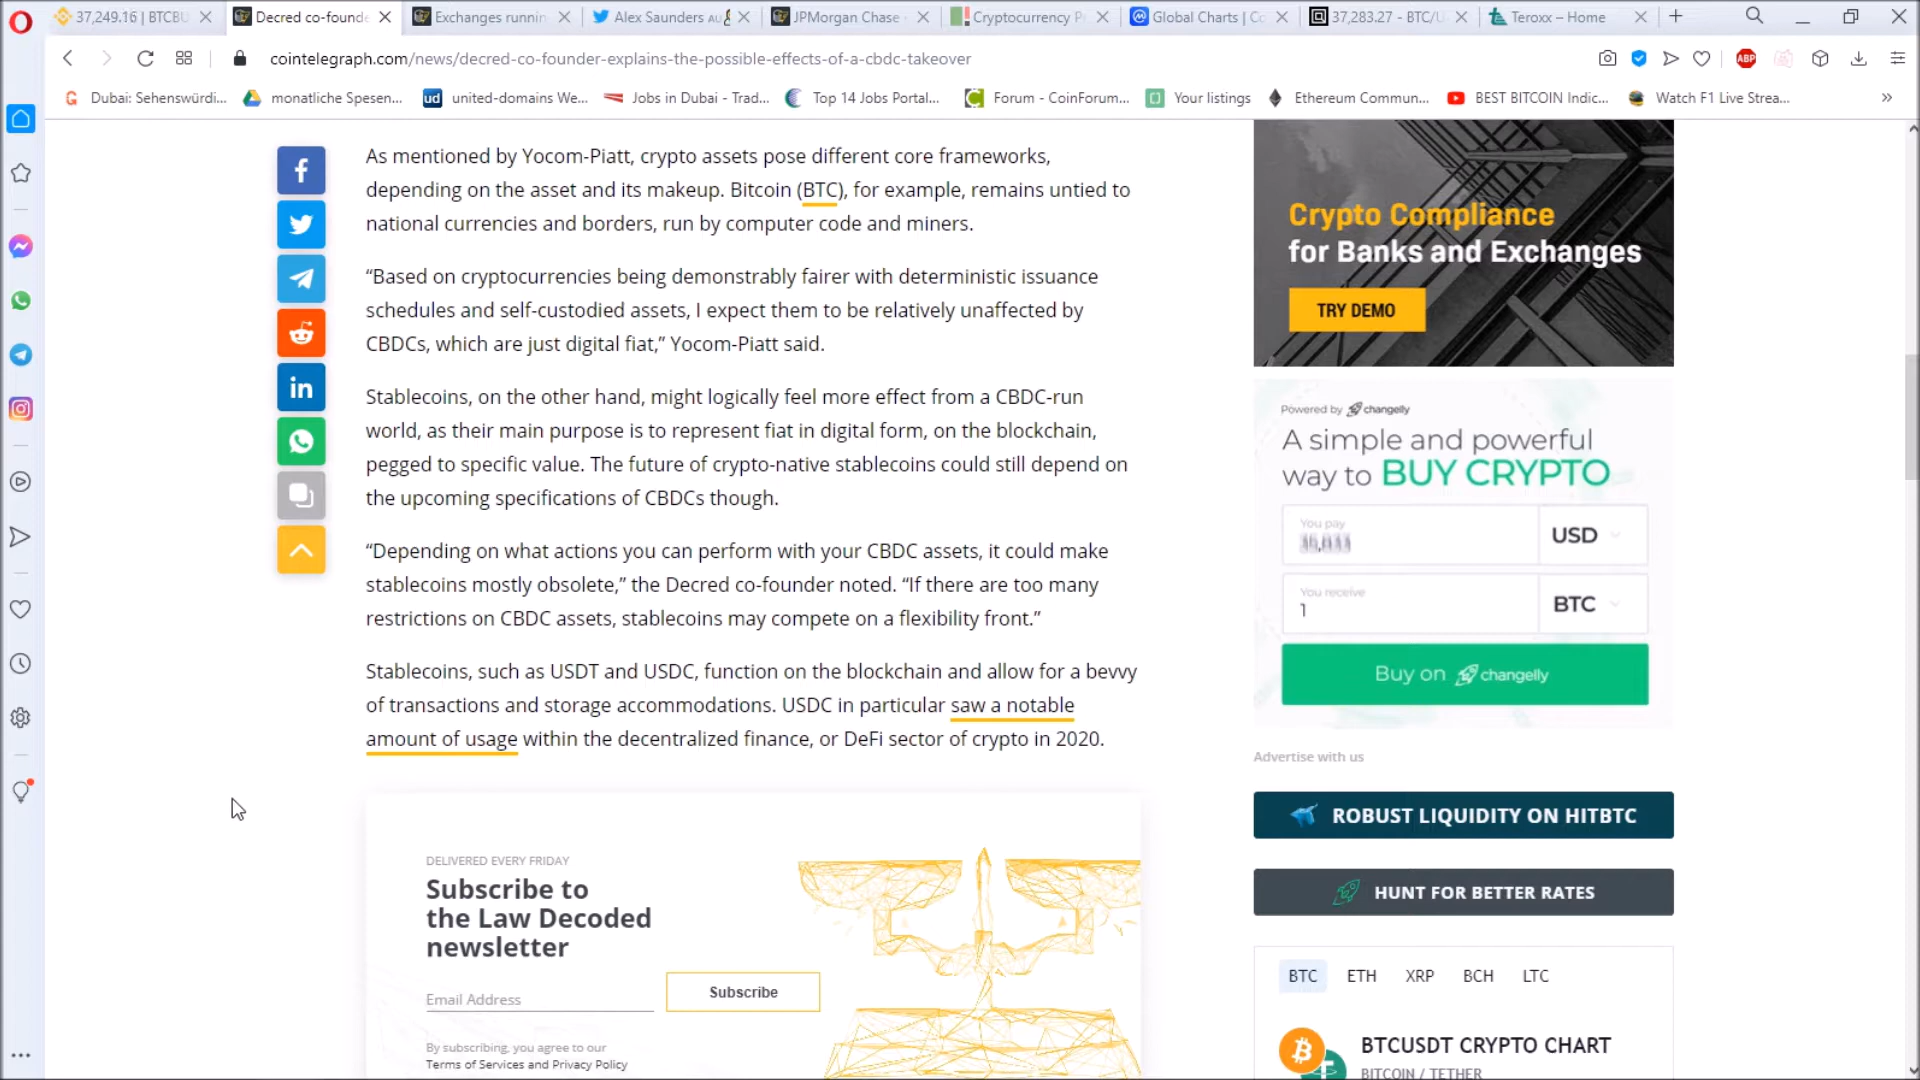 37,249.16 | BTCBU
Decred co-founde
Exchanges runnin
Alex Saunders AU
JPMorgan Chase
Cryptocurrency P
Global Charts | Co
37,283.27 - BTC/U
Teroxx – Home
cointelegraph.com/news/decred-co-founder-explains-the-possible-effects-of-a-cbdc-takeover
ABP
Dubai: Sehenswürdi...
monatliche Spesen...
ud united-domains We...
Jobs in Dubai - Trad...
Top 14 Jobs Portal...
Forum - CoinForum...
Your listings
Ethereum Commun...
BEST BITCOIN Indic...
Watch F1 Live Strea...
As mentioned by Yocom-Piatt, crypto assets pose different core frameworks,
depending on the asset and its makeup. Bitcoin (BTC), for example, remains untied to
national currencies and borders, run by computer code and miners.
“Based on cryptocurrencies being demonstrably fairer with deterministic issuance
schedules and self-custodied assets, I expect them to be relatively unaffected by
CBDCs, which are just digital fiat,” Yocom-Piatt said.
Stablecoins, on the other hand, might logically feel more effect from a CBDC-run
world, as their main purpose is to represent fiat in digital form, on the blockchain,
pegged to specific value. The future of crypto-native stablecoins could still depend on
the upcoming specifications of CBDCs though.
“Depending on what actions you can perform with your CBDC assets, it could make
stablecoins mostly obsolete,” the Decred co-founder noted. “If there are too many
restrictions on CBDC assets, stablecoins may compete on a flexibility front.”
Stablecoins, such as USDT and USDC, function on the blockchain and allow for a bevvy
of transactions and storage accommodations. USDC in particular saw a notable
amount of usage within the decentralized finance, or DeFi sector of crypto in 2020.
DELIVERED EVERY FRIDAY
Subscribe to
the Law Decoded
newsletter
Email Address
Subscribe
By subscribing, you agree to our
Terms of Services and Privacy Policy
Crypto Compliance
for Banks and Exchanges
TRY DEMO
Powered by changelly
A simple and powerful
way to BUY CRYPTO
You pay
USD
You receive
1
BTC
Buy on changelly
Advertise with us
ROBUST LIQUIDITY ON HITBTC
HUNT FOR BETTER RATES
BTC ETH XRP BCH LTC
BTCUSDT CRYPTO CHART
BITCOIN / TETHER